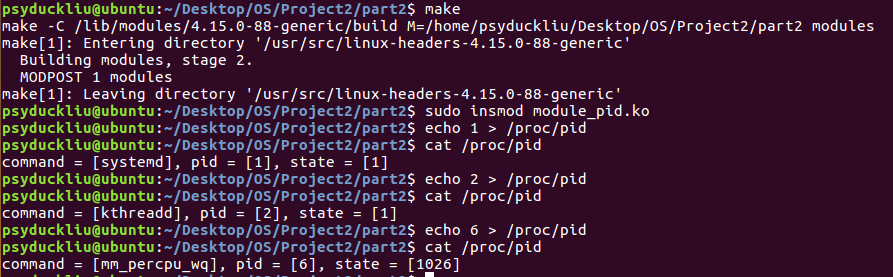 psyduckliu@ubuntu:~/Desktop/OS/Project2/part2$ make
make -C /lib/modules/4.15.0-88-generic/build M=/home/psyduckliu/Desktop/OS/Project2/part2 modules
make[1]: Entering directory '/usr/src/linux-headers-4.15.0-88-generic'
  Building modules, stage 2.
  MODPOST 1 modules
make[1]: Leaving directory '/usr/src/linux-headers-4.15.0-88-generic'
psyduckliu@ubuntu:~/Desktop/OS/Project2/part2$ sudo insmod module_pid.ko
psyduckliu@ubuntu:~/Desktop/OS/Project2/part2$ echo 1 > /proc/pid
psyduckliu@ubuntu:~/Desktop/OS/Project2/part2$ cat /proc/pid
command = [systemd], pid = [1], state = [1]
psyduckliu@ubuntu:~/Desktop/OS/Project2/part2$ echo 2 > /proc/pid
psyduckliu@ubuntu:~/Desktop/OS/Project2/part2$ cat /proc/pid
command = [kthreadd], pid = [2], state = [1]
psyduckliu@ubuntu:~/Desktop/OS/Project2/part2$ echo 6 > /proc/pid
psyduckliu@ubuntu:~/Desktop/OS/Project2/part2$ cat /proc/pid
command = [mm_percpu_wq], pid = [6], state = [1026]